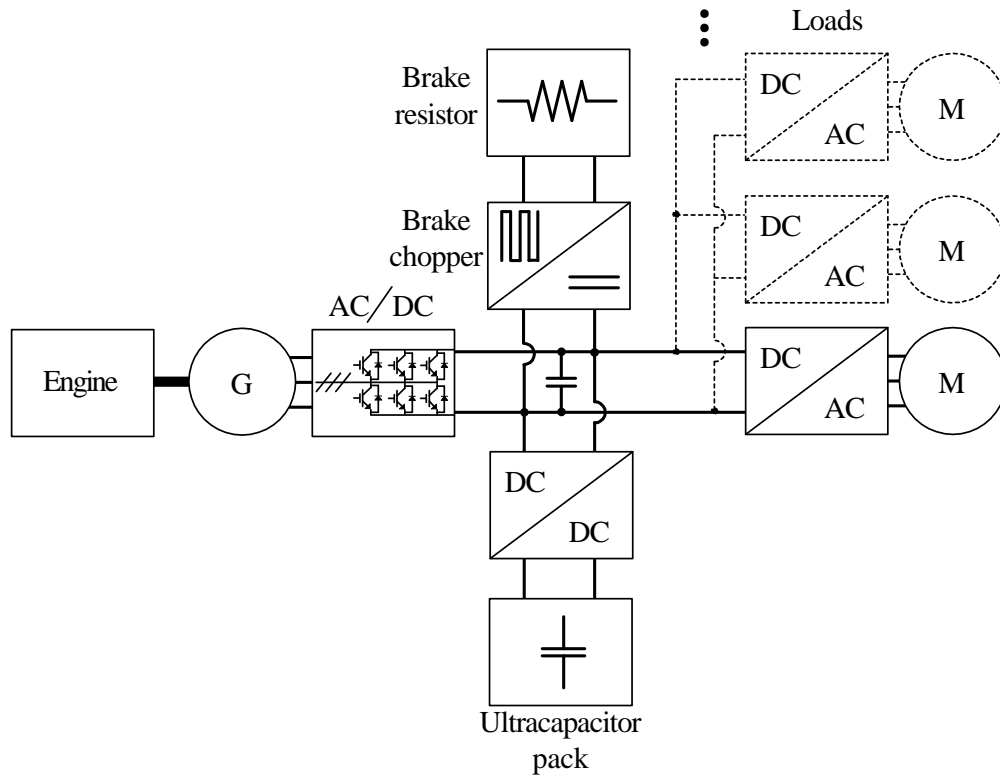 Loads
Brake
resistor
DC
AC
M
Brake
chopper
DC
AC
M
AC/DC
Engine
G
DC
AC
M
DC
DC
Ultracapacitor
pack